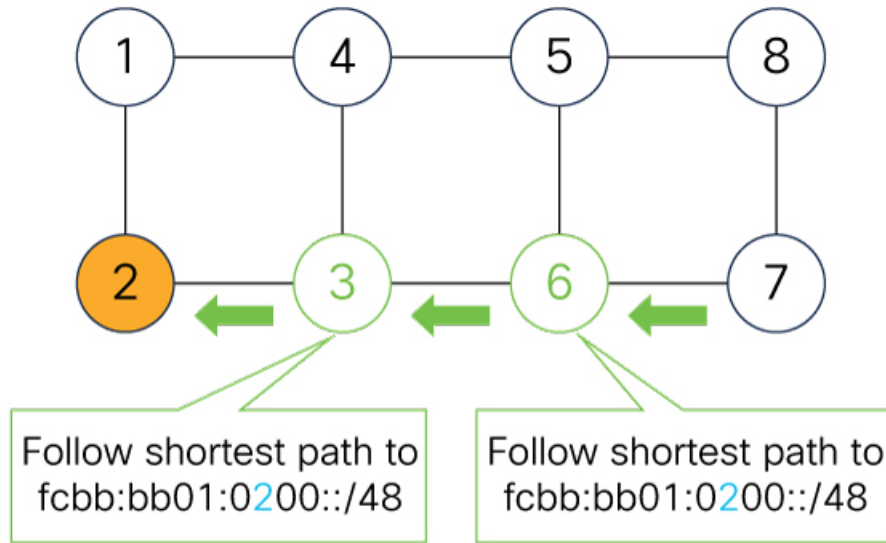 1 4 5 8
2 3 6 7
Follow shortest path to
fcbb:bb01:0200::/48
Follow shortest path to
fcbb:bb01:0200::/48